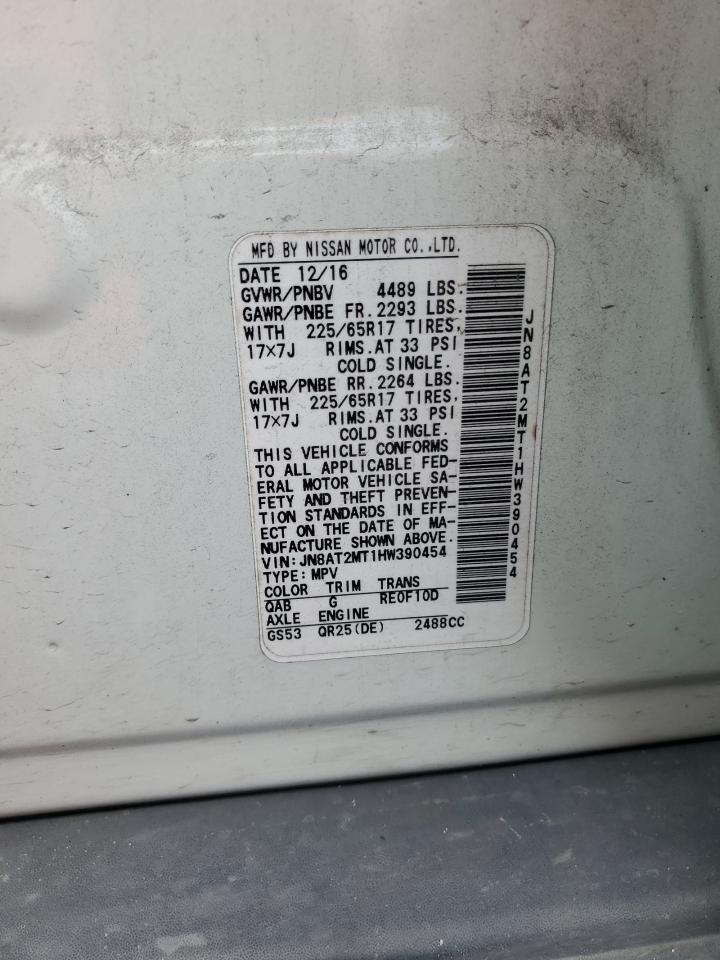 MFD BY NISSAN MOTOR CO.,LTD.
DATE 12/16
GVWR/PNBV 4489 LBS.
GAWR/PNBE FR. 2293 LBS.
WITH 225/65R17 TIRES,
17×7J RIMS. AT 33 PSI
COLD SINGLE.
GAWR/PNBE RR. 2264 LBS.
WITH 225/65R17 TIRES,
17×7J RIMS. AT 33 PSI
COLD SINGLE.
THIS VEHICLE CONFORMS
TO ALL APPLICABLE FED-
ERAL MOTOR VEHICLE SA-
FETY AND THEFT PREVEN-
TION STANDARDS IN EFF-
ECT ON THE DATE OF MA-
NUFACTURE SHOWN ABOVE.
VIN: JN8AT2MT1HW390454
TYPE: MPV
COLOR TRIM TRANS
QAB G RE0F10D
AXLE ENGINE
GS53 QR25(DE) 2488CC
JN8AT2MT1HW390454